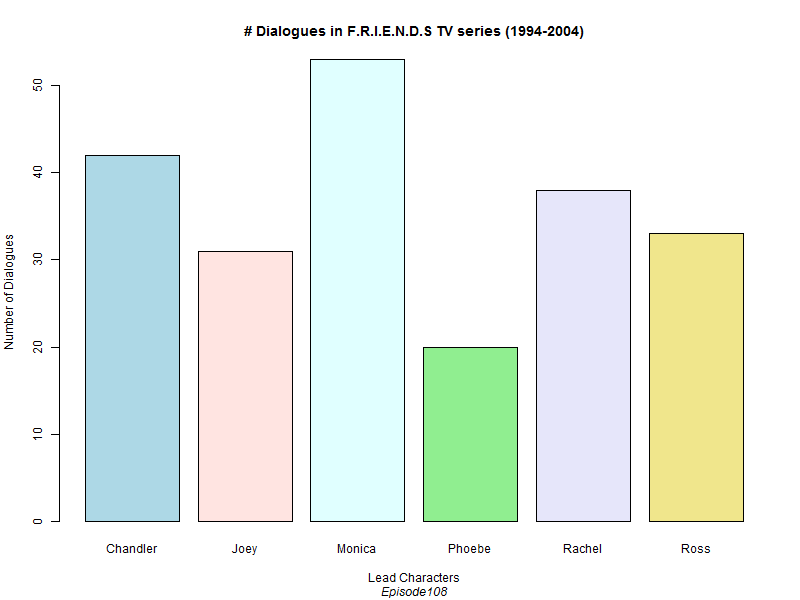 # Dialogues in F.R.I.E.N.D.S TV series (1994-2004)
Number of Dialogues
50
40
30
20
10
0
Chandler Joey Monica Phoebe Rachel Ross
Lead Characters
Episode108